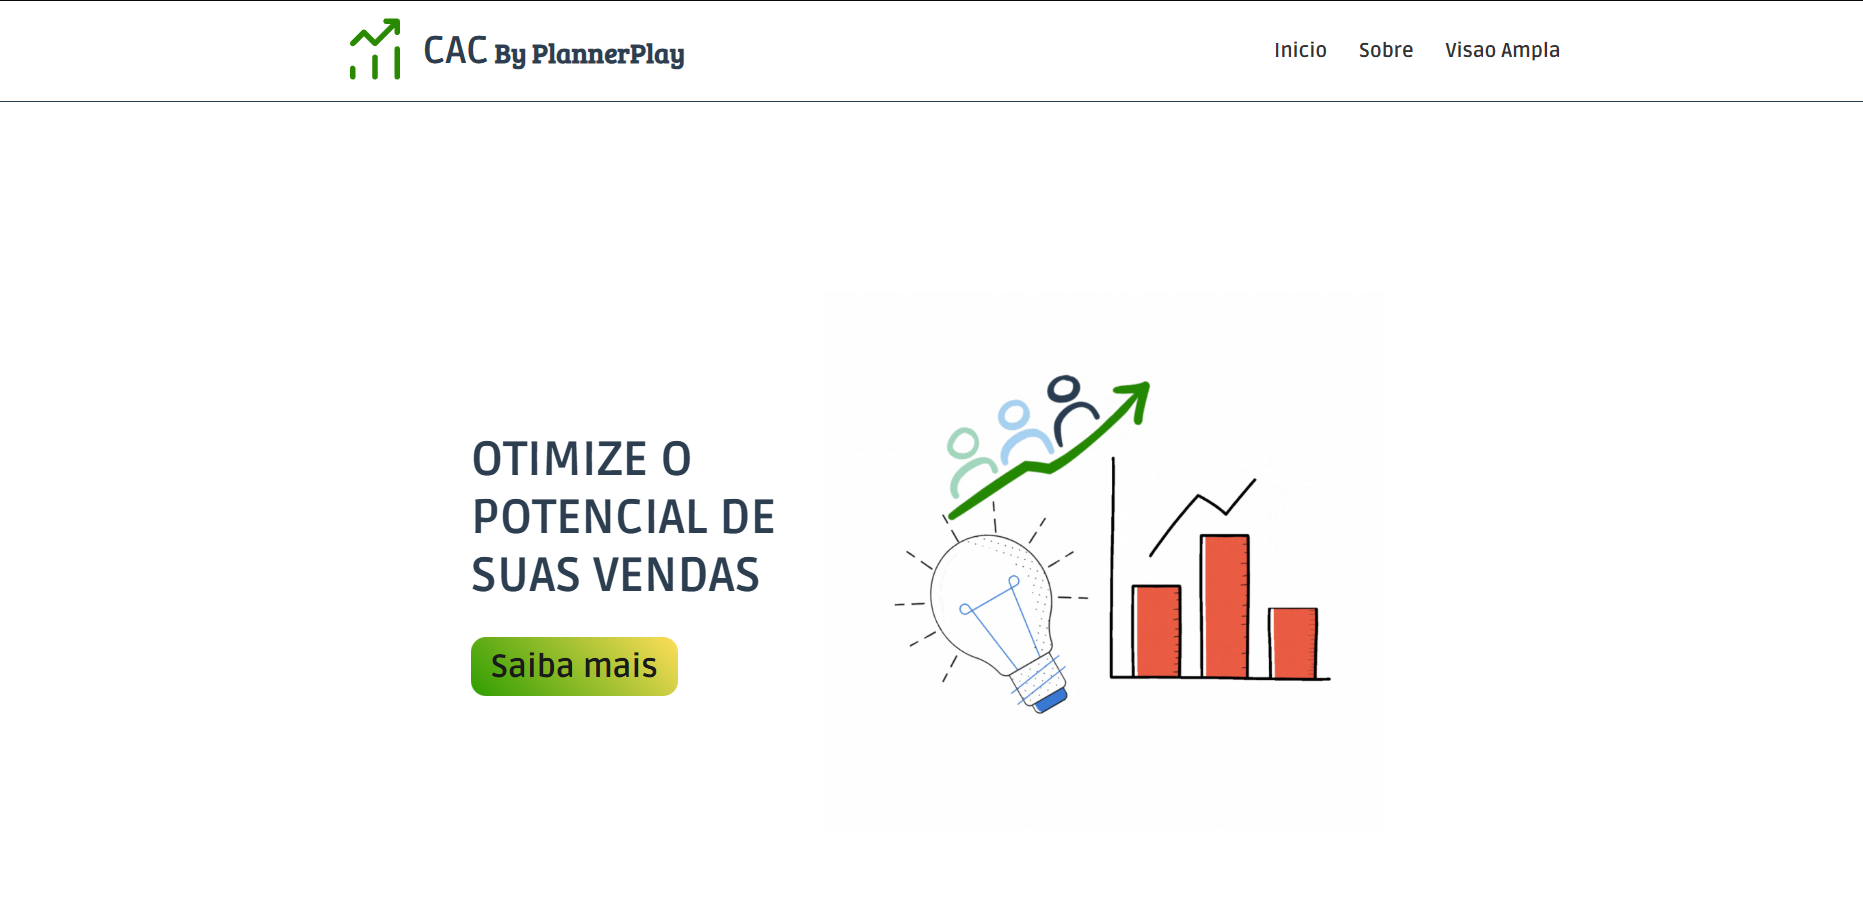 CAC By PlannerPlay
Inicio Sobre Visao Ampla
OTIMIZE O
POTENCIAL DE
SUAS VENDAS
Saiba mais